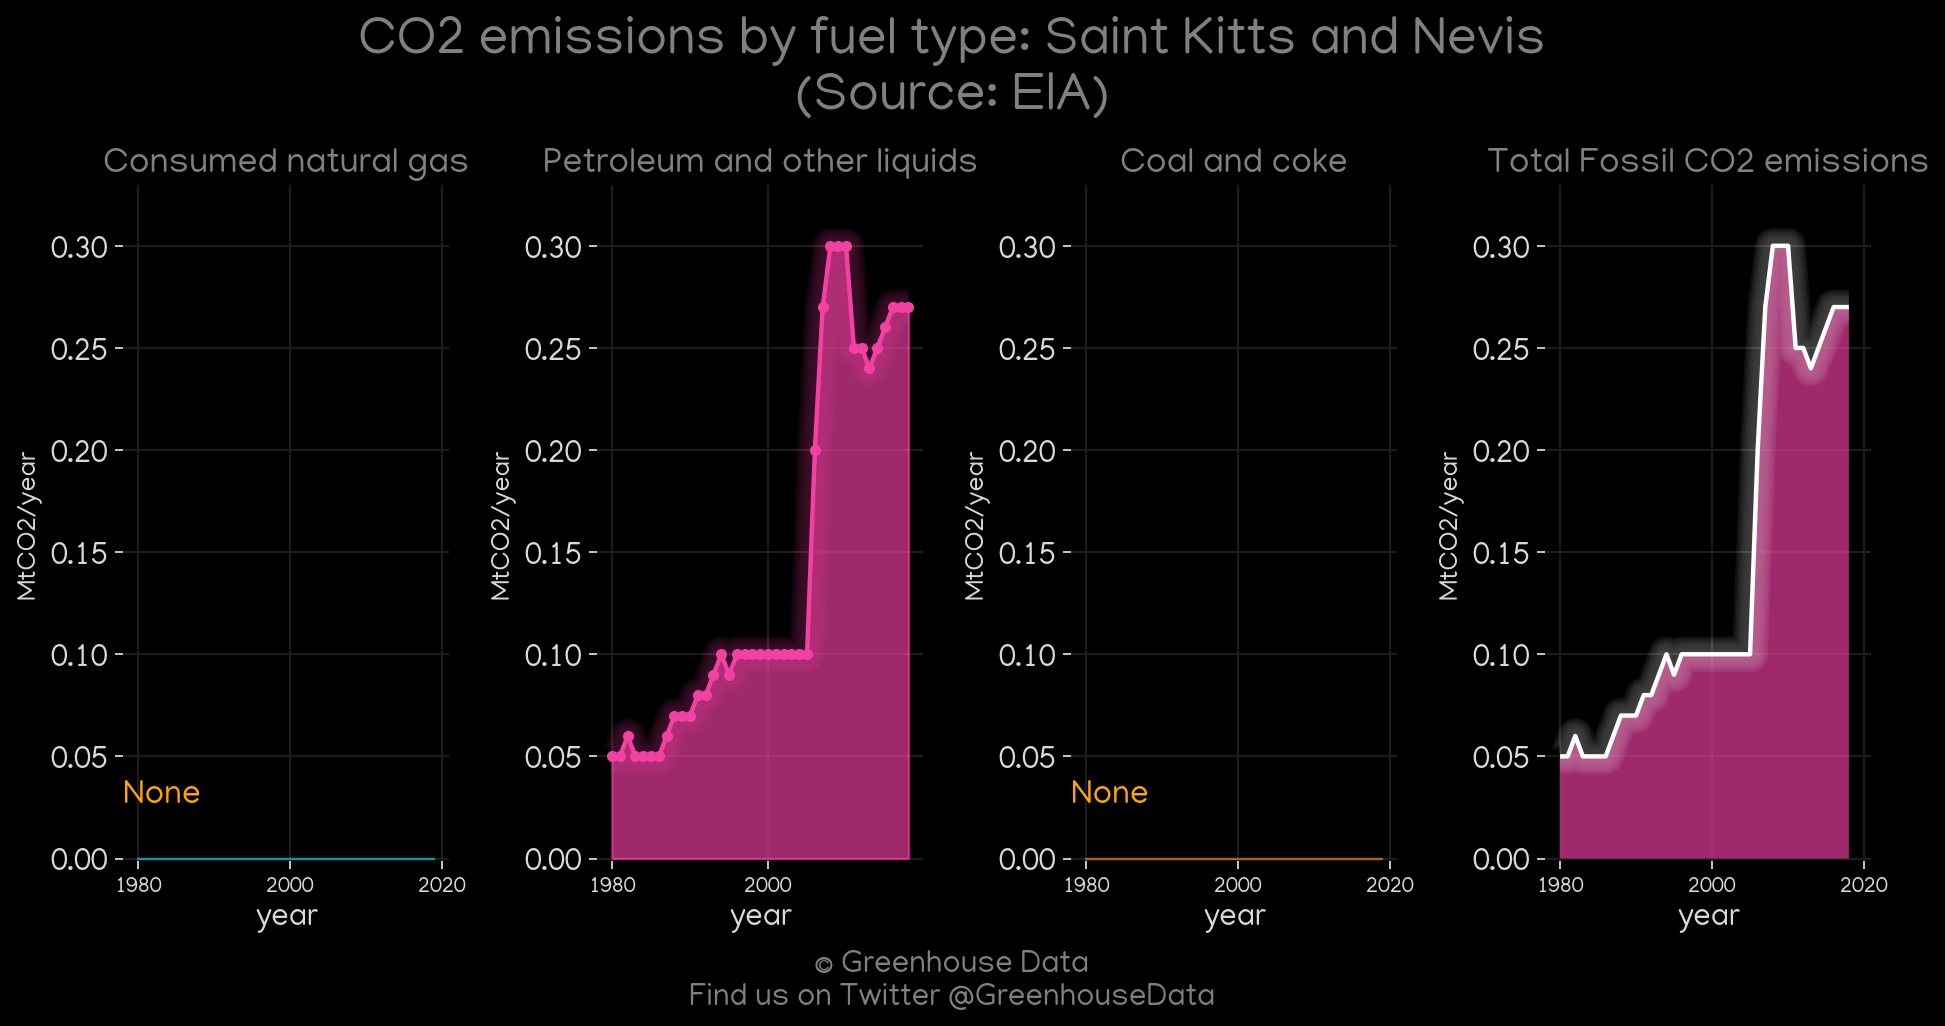 CO2 emissions by fuel type: Saint Kitts and Nevis
(Source: EIA)
Consumed natural gas
MtCO2/year
0.30
0.25
0.20
0.15
0.10
0.05
0.00
None
1980 2000 2020
year
Petroleum and other liquids
MtCO2/year
0.30
0.25
0.20
0.15
0.10
0.05
0.00
1980 2000
year
Coal and coke
MtCO2/year
0.30
0.25
0.20
0.15
0.10
0.05
0.00
None
1980 2000 2020
year
Total Fossil CO2 emissions
MtCO2/year
0.30
0.25
0.20
0.15
0.10
0.05
0.00
1980 2000 2020
year
© Greenhouse Data
Find us on Twitter @GreenhouseData